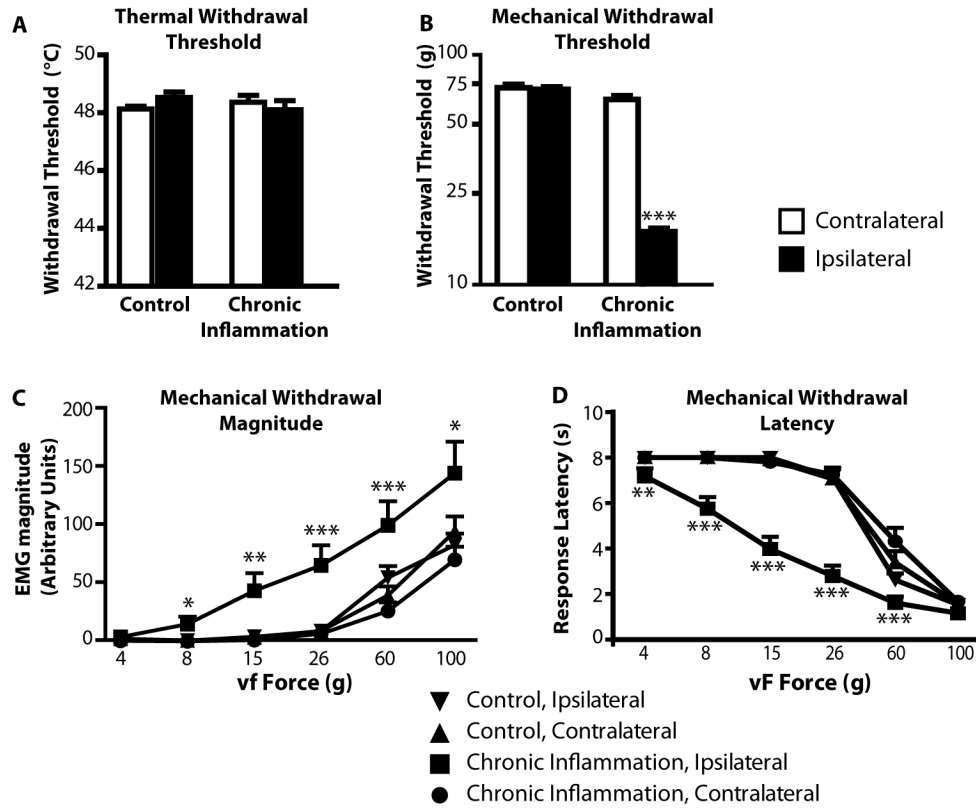 A
Thermal Withdrawal
Threshold
Withdrawal Threshold (°C)
50
48
46
44
42
Control
Chronic
Inflammation
B
Mechanical Withdrawal
Threshold
Withdrawal Threshold (g)
100
75
50
25
10
***
Control
Chronic
Inflammation
Contralateral
Ipsilateral
C
Mechanical Withdrawal
Magnitude
EMG magnitude
(Arbitrary Units)
200
150
100
50
0
* ** *** *** *
4 8 15 26 60 100
vf Force (g)
D
Mechanical Withdrawal
Latency
Response Latency (s)
10
8
6
4
2
0
** *** *** *** ***
4 8 15 26 60 100
vF Force (g)
Control, Ipsilateral
Control, Contralateral
Chronic Inflammation, Ipsilateral
Chronic Inflammation, Contralateral